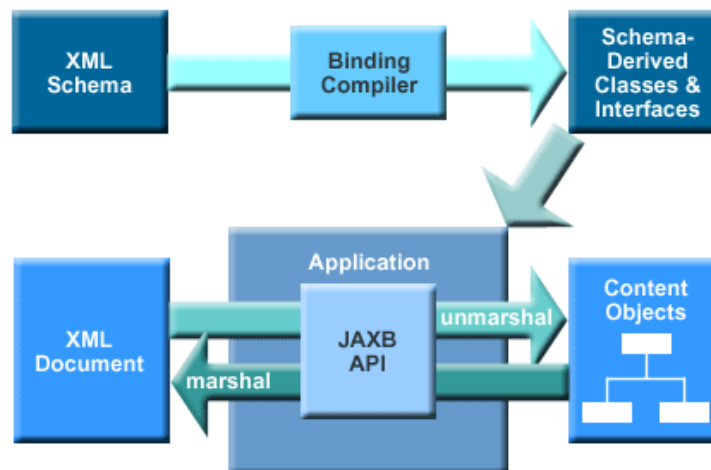 XML
Schema
Binding
Compiler
Schema-
Derived
Classes &
Interfaces
Application
XML
Document
JAXB
API
unmarshal
marshal
Content
Objects